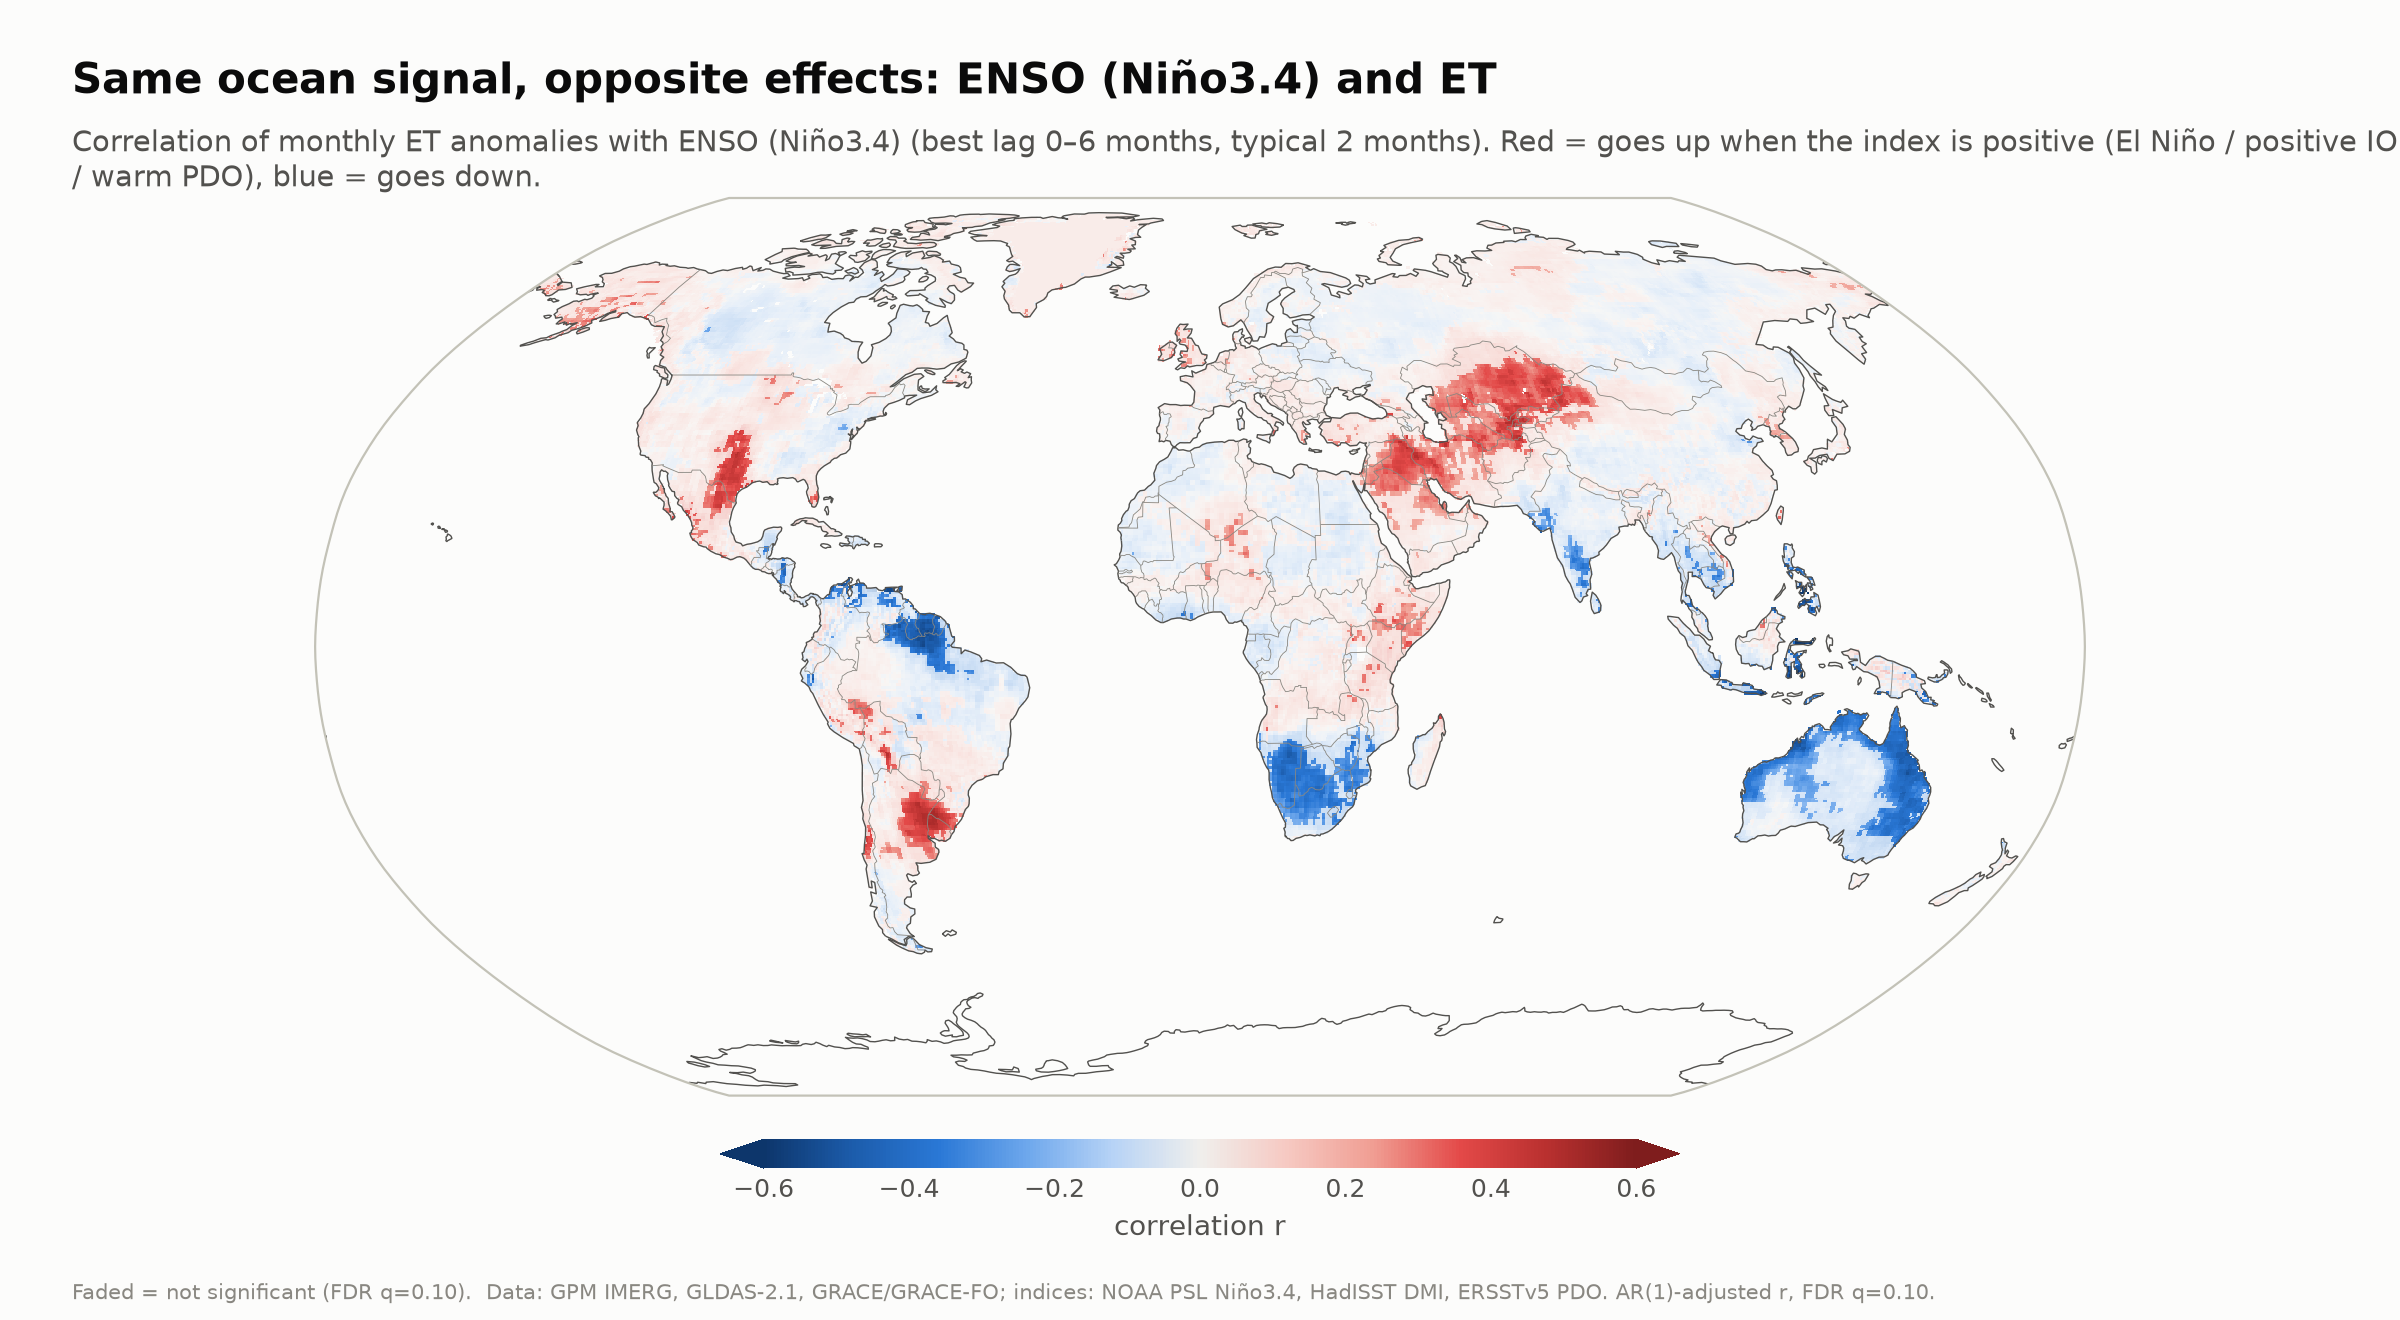 Same ocean signal, opposite effects: ENSO (Niño3.4) and ET
Correlation of monthly ET anomalies with ENSO (Niño3.4) (best lag 0–6 months, typical 2 months). Red = goes up when the index is positive (El Niño / positive IO
/ warm PDO), blue = goes down.
−0.6 −0.4 −0.2 0.0 0.2 0.4 0.6
correlation r
Faded = not significant (FDR q=0.10).  Data: GPM IMERG, GLDAS-2.1, GRACE/GRACE-FO; indices: NOAA PSL Niño3.4, HadISST DMI, ERSSTv5 PDO. AR(1)-adjusted r, FDR q=0.10.